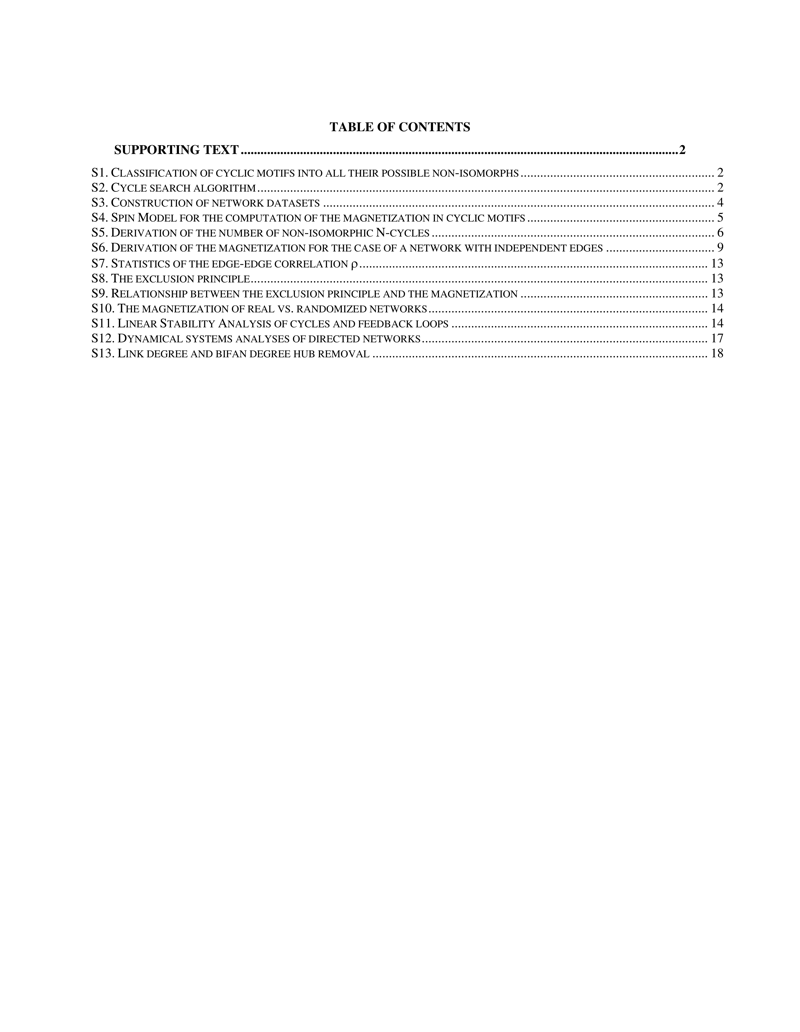 TABLE OF CONTENTS
SUPPORTING TEXT.....................................................................................................................................2
S1. CLASSIFICATION OF CYCLIC MOTIFS INTO ALL THEIR POSSIBLE NON-ISOMORPHS........................................................... 2
S2. CYCLE SEARCH ALGORITHM........................................................................................................................................... 2
S3. CONSTRUCTION OF NETWORK DATASETS ....................................................................................................................... 4
S4. SPIN MODEL FOR THE COMPUTATION OF THE MAGNETIZATION IN CYCLIC MOTIFS ......................................................... 5
S5. DERIVATION OF THE NUMBER OF NON-ISOMORPHIC N-CYCLES ...................................................................................... 6
S6. DERIVATION OF THE MAGNETIZATION FOR THE CASE OF A NETWORK WITH INDEPENDENT EDGES ................................. 9
S7. STATISTICS OF THE EDGE-EDGE CORRELATION ρ.......................................................................................................... 13
S8. THE EXCLUSION PRINCIPLE........................................................................................................................................... 13
S9. RELATIONSHIP BETWEEN THE EXCLUSION PRINCIPLE AND THE MAGNETIZATION ......................................................... 13
S10. THE MAGNETIZATION OF REAL VS. RANDOMIZED NETWORKS..................................................................................... 14
S11. LINEAR STABILITY ANALYSIS OF CYCLES AND FEEDBACK LOOPS .............................................................................. 14
S12. DYNAMICAL SYSTEMS ANALYSES OF DIRECTED NETWORKS....................................................................................... 17
S13. LINK DEGREE AND BIFAN DEGREE HUB REMOVAL ...................................................................................................... 18